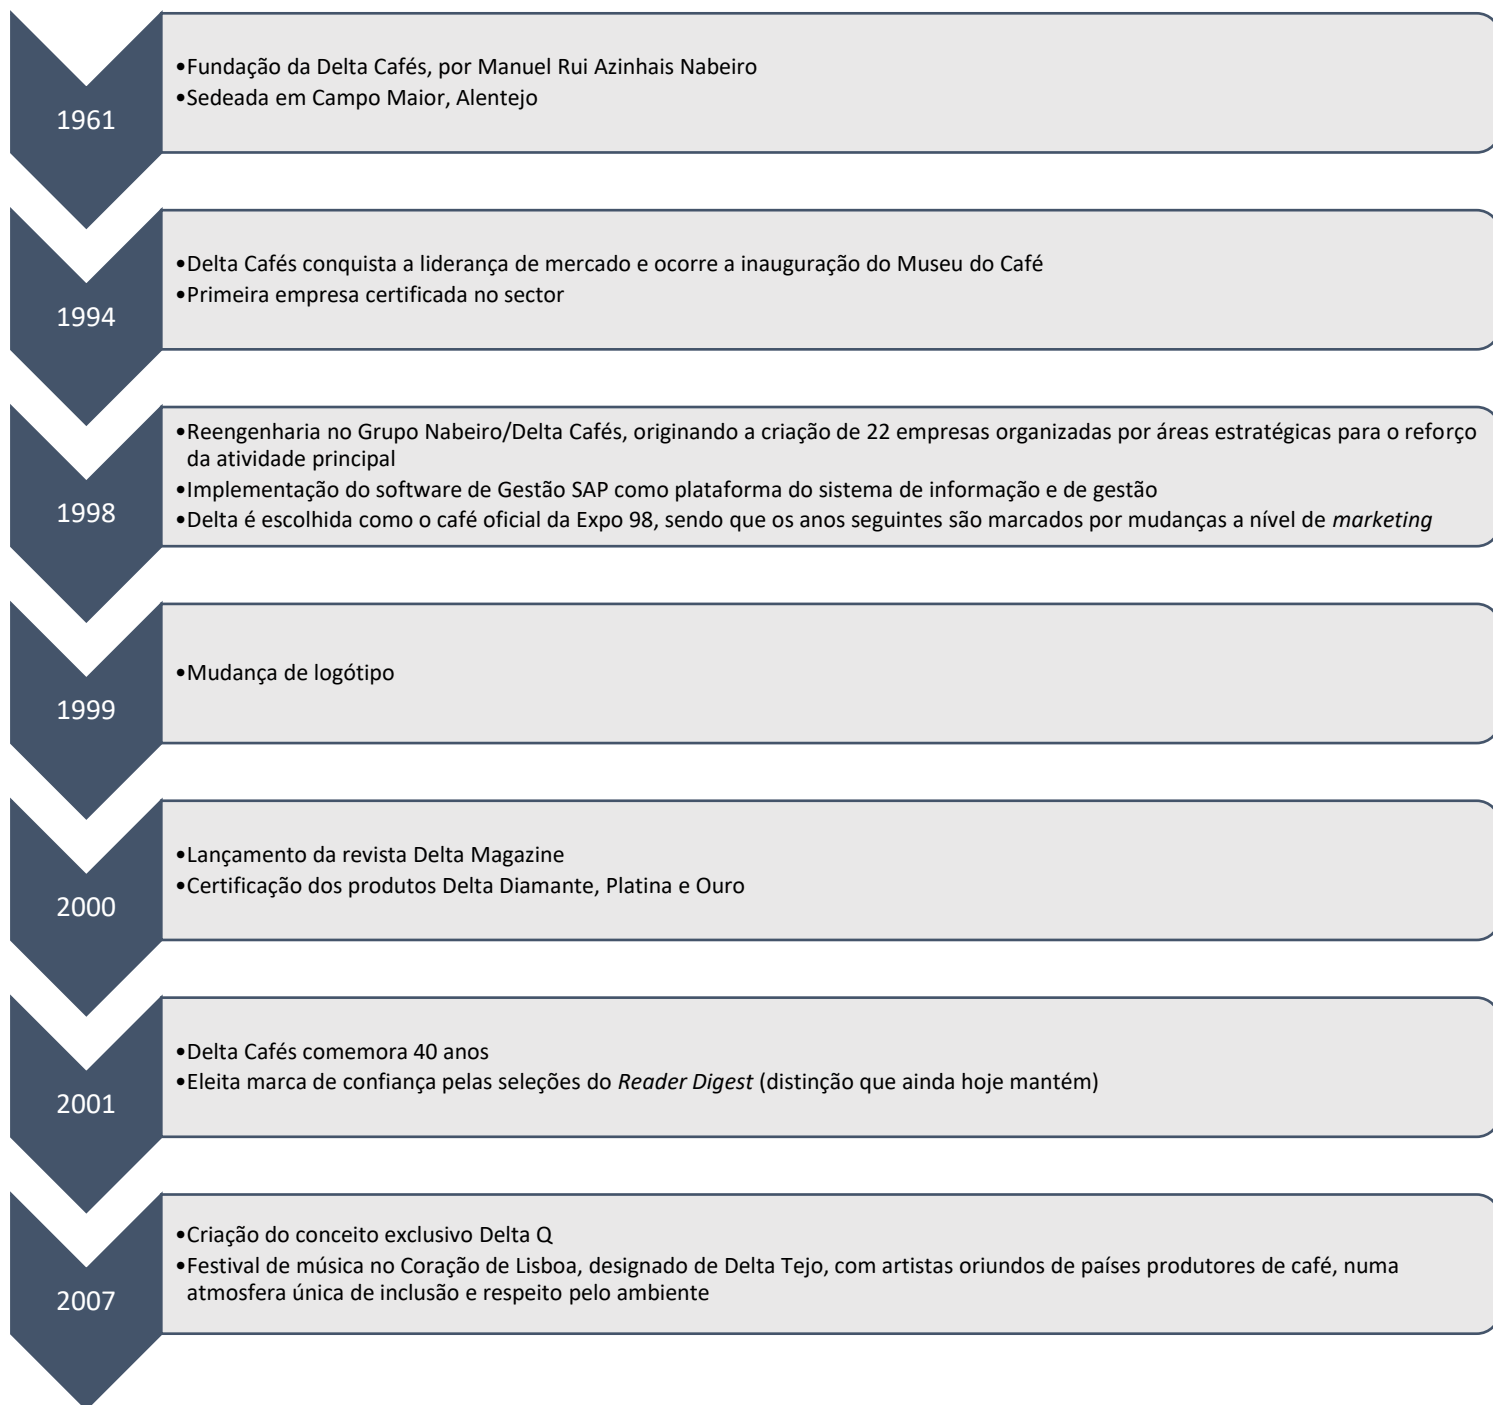 1961
•Fundação da Delta Cafés, por Manuel Rui Azinhais Nabeiro
•Sedeada em Campo Maior, Alentejo
1994
•Delta Cafés conquista a liderança de mercado e ocorre a inauguração do Museu do Café
•Primeira empresa certificada no sector
1998
•Reengenharia no Grupo Nabeiro/Delta Cafés, originando a criação de 22 empresas organizadas por áreas estratégicas para o reforço
da atividade principal
•Implementação do software de Gestão SAP como plataforma do sistema de informação e de gestão
•Delta é escolhida como o café oficial da Expo 98, sendo que os anos seguintes são marcados por mudanças a nível de marketing
1999
•Mudança de logótipo
2000
•Lançamento da revista Delta Magazine
•Certificação dos produtos Delta Diamante, Platina e Ouro
2001
•Delta Cafés comemora 40 anos
•Eleita marca de confiança pelas seleções do Reader Digest (distinção que ainda hoje mantém)
2007
•Criação do conceito exclusivo Delta Q
•Festival de música no Coração de Lisboa, designado de Delta Tejo, com artistas oriundos de países produtores de café, numa
atmosfera única de inclusão e respeito pelo ambiente